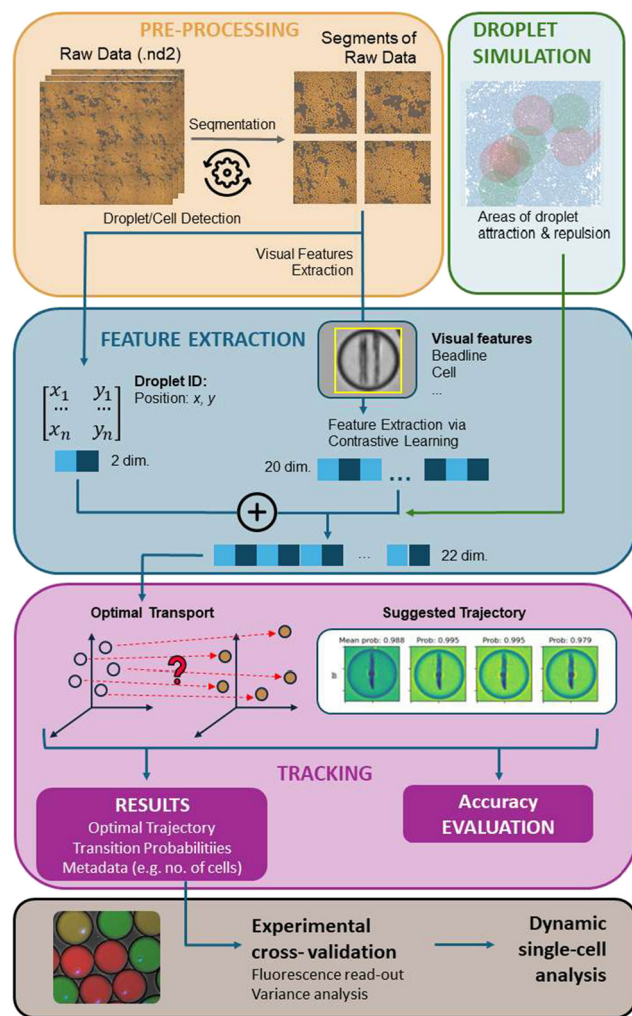 PRE-PROCESSING
Raw Data (.nd2)
Segments of
Raw Data
Seqmentation
Droplet/Cell Detection
Visual Features
Extraction
DROPLET
SIMULATION
Areas of droplet
attraction & repulsion
FEATURE EXTRACTION
x1 y1
... ...
xn yn
Droplet ID:
Position: x, y
2 dim.
Visual features
Beadline
Cell
...
Feature Extraction via
Contrastive Learning
20 dim.
...
+
...
22 dim.
Optimal Transport
?
Suggested Trajectory
Mean prob: 0.988
Prob: 0.995
Prob: 0.995
Prob: 0.979
TRACKING
RESULTS
Optimal Trajectory
Transition Probabilitiies
Metadata (e.g. no. of cells)
Accuracy
EVALUATION
Experimental
cross- validation
Fluorescence read-out
Variance analysis
Dynamic
single-cell
analysis